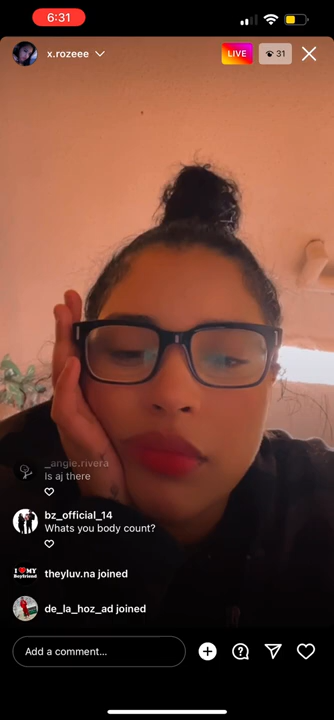 6:31
x.rozeee
LIVE
31
_angie.rivera
Is aj there
bz_official_14
Whats you body count?
I ❤ MY
Boyfriend
theyluv.na joined
de_la_hoz_ad joined
Add a comment...